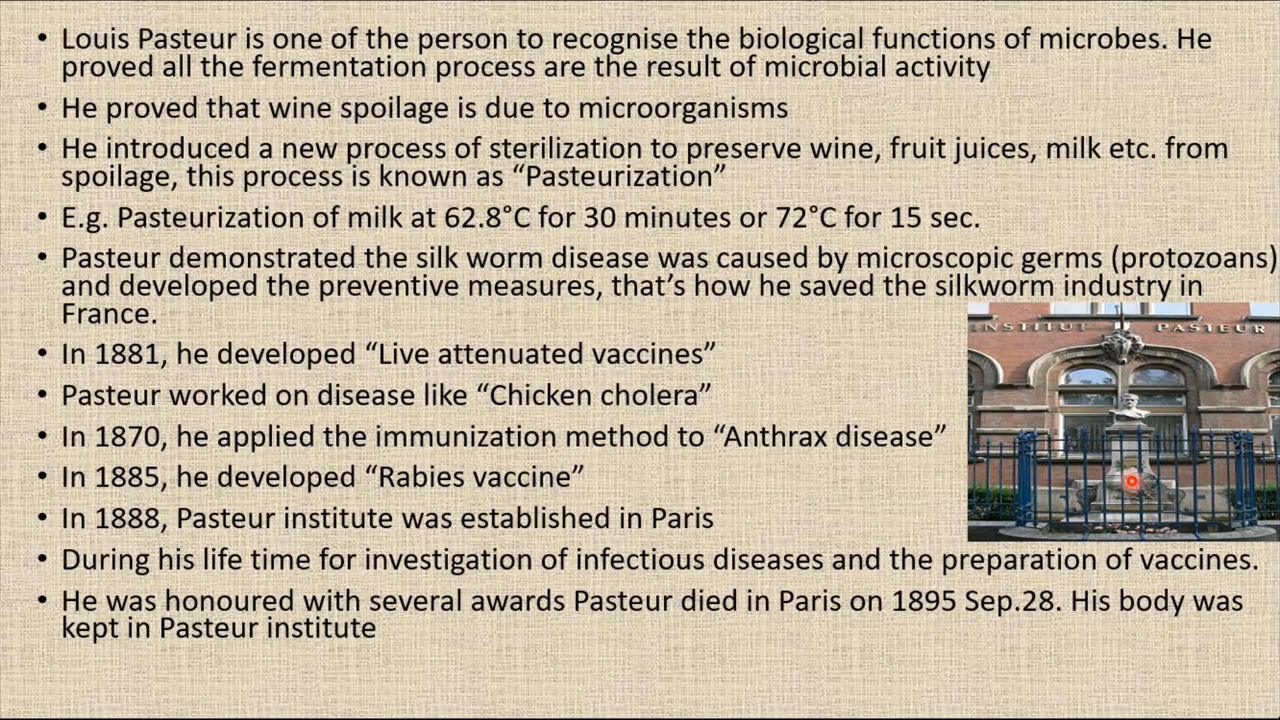 • Louis Pasteur is one of the person to recognise the biological functions of microbes. He
proved all the fermentation process are the result of microbial activity
• He proved that wine spoilage is due to microorganisms
• He introduced a new process of sterilization to preserve wine, fruit juices, milk etc. from
spoilage, this process is known as “Pasteurization”
• E.g. Pasteurization of milk at 62.8°C for 30 minutes or 72°C for 15 sec.
• Pasteur demonstrated the silk worm disease was caused by microscopic germs (protozoans)
and developed the preventive measures, that’s how he saved the silkworm industry in
France.
INSTITUT PASTEUR
• In 1881, he developed “Live attenuated vaccines”
• Pasteur worked on disease like “Chicken cholera”
• In 1870, he applied the immunization method to “Anthrax disease”
• In 1885, he developed “Rabies vaccine”
• In 1888, Pasteur institute was established in Paris
• During his life time for investigation of infectious diseases and the preparation of vaccines.
• He was honoured with several awards Pasteur died in Paris on 1895 Sep.28. His body was
kept in Pasteur institute